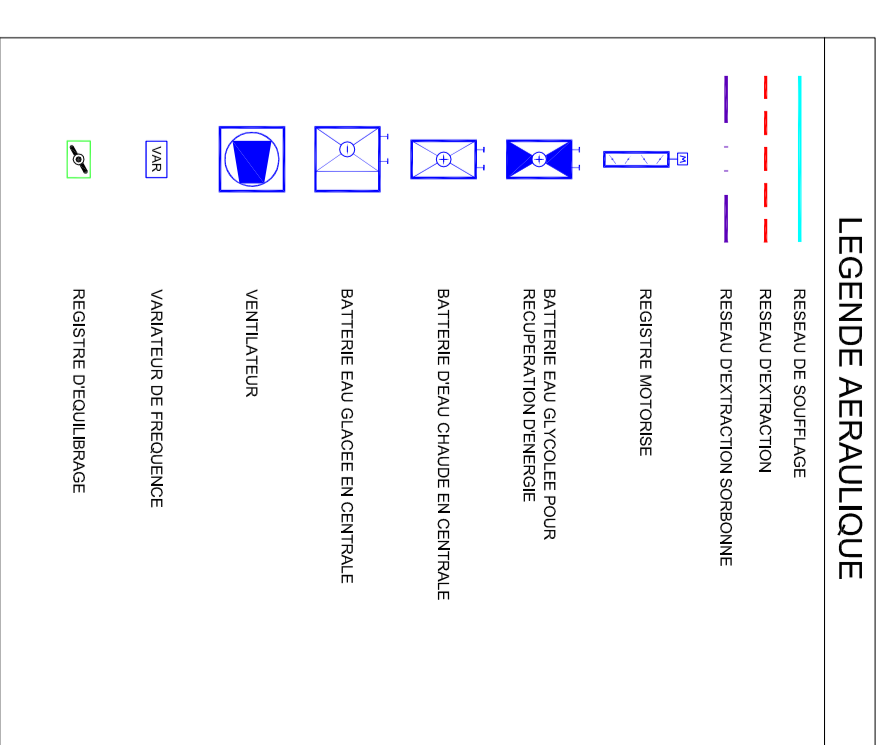 LEGENDE AERAULIQUE
RESEAU DE SOUFFLAGE
RESEAU D'EXTRACTION
RESEAU D'EXTRACTION SORBONNE
M
REGISTRE MOTORISE
BATTERIE EAU GLYCOLEE POUR
RECUPERATION D'ENERGIE
BATTERIE D'EAU CHAUDE EN CENTRALE
BATTERIE EAU GLACEE EN CENTRALE
VENTILATEUR
VAR
VARIATEUR DE FREQUENCE
REGISTRE D'EQUILIBRAGE